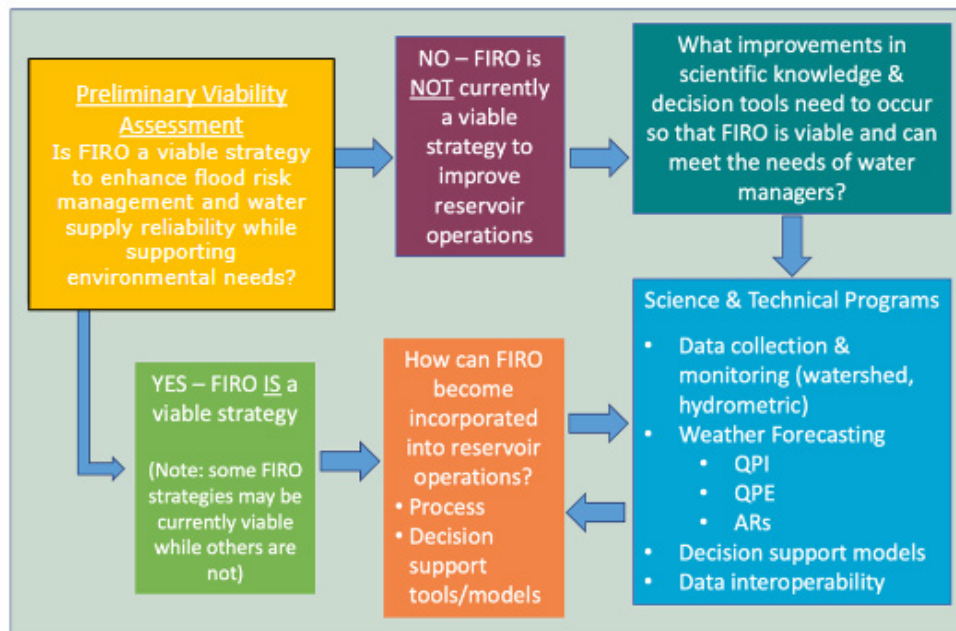 Preliminary Viability
Assessment
Is FIRO a viable strategy
to enhance flood risk
management and water
supply reliability while
supporting
environmental needs?
NO – FIRO is
NOT currently
a viable
strategy to
improve
reservoir
operations
What improvements in
scientific knowledge &
decision tools need to occur
so that FIRO is viable and can
meet the needs of water
managers?
YES – FIRO IS a
viable strategy
(Note: some FIRO
strategies may be
currently viable
while others are
not)
How can FIRO
become
incorporated
into reservoir
operations?
• Process
• Decision
support
tools/models
Science & Technical Programs
• Data collection &
monitoring (watershed,
hydrometric)
• Weather Forecasting
• QPI
• QPE
• ARs
• Decision support models
• Data interoperability